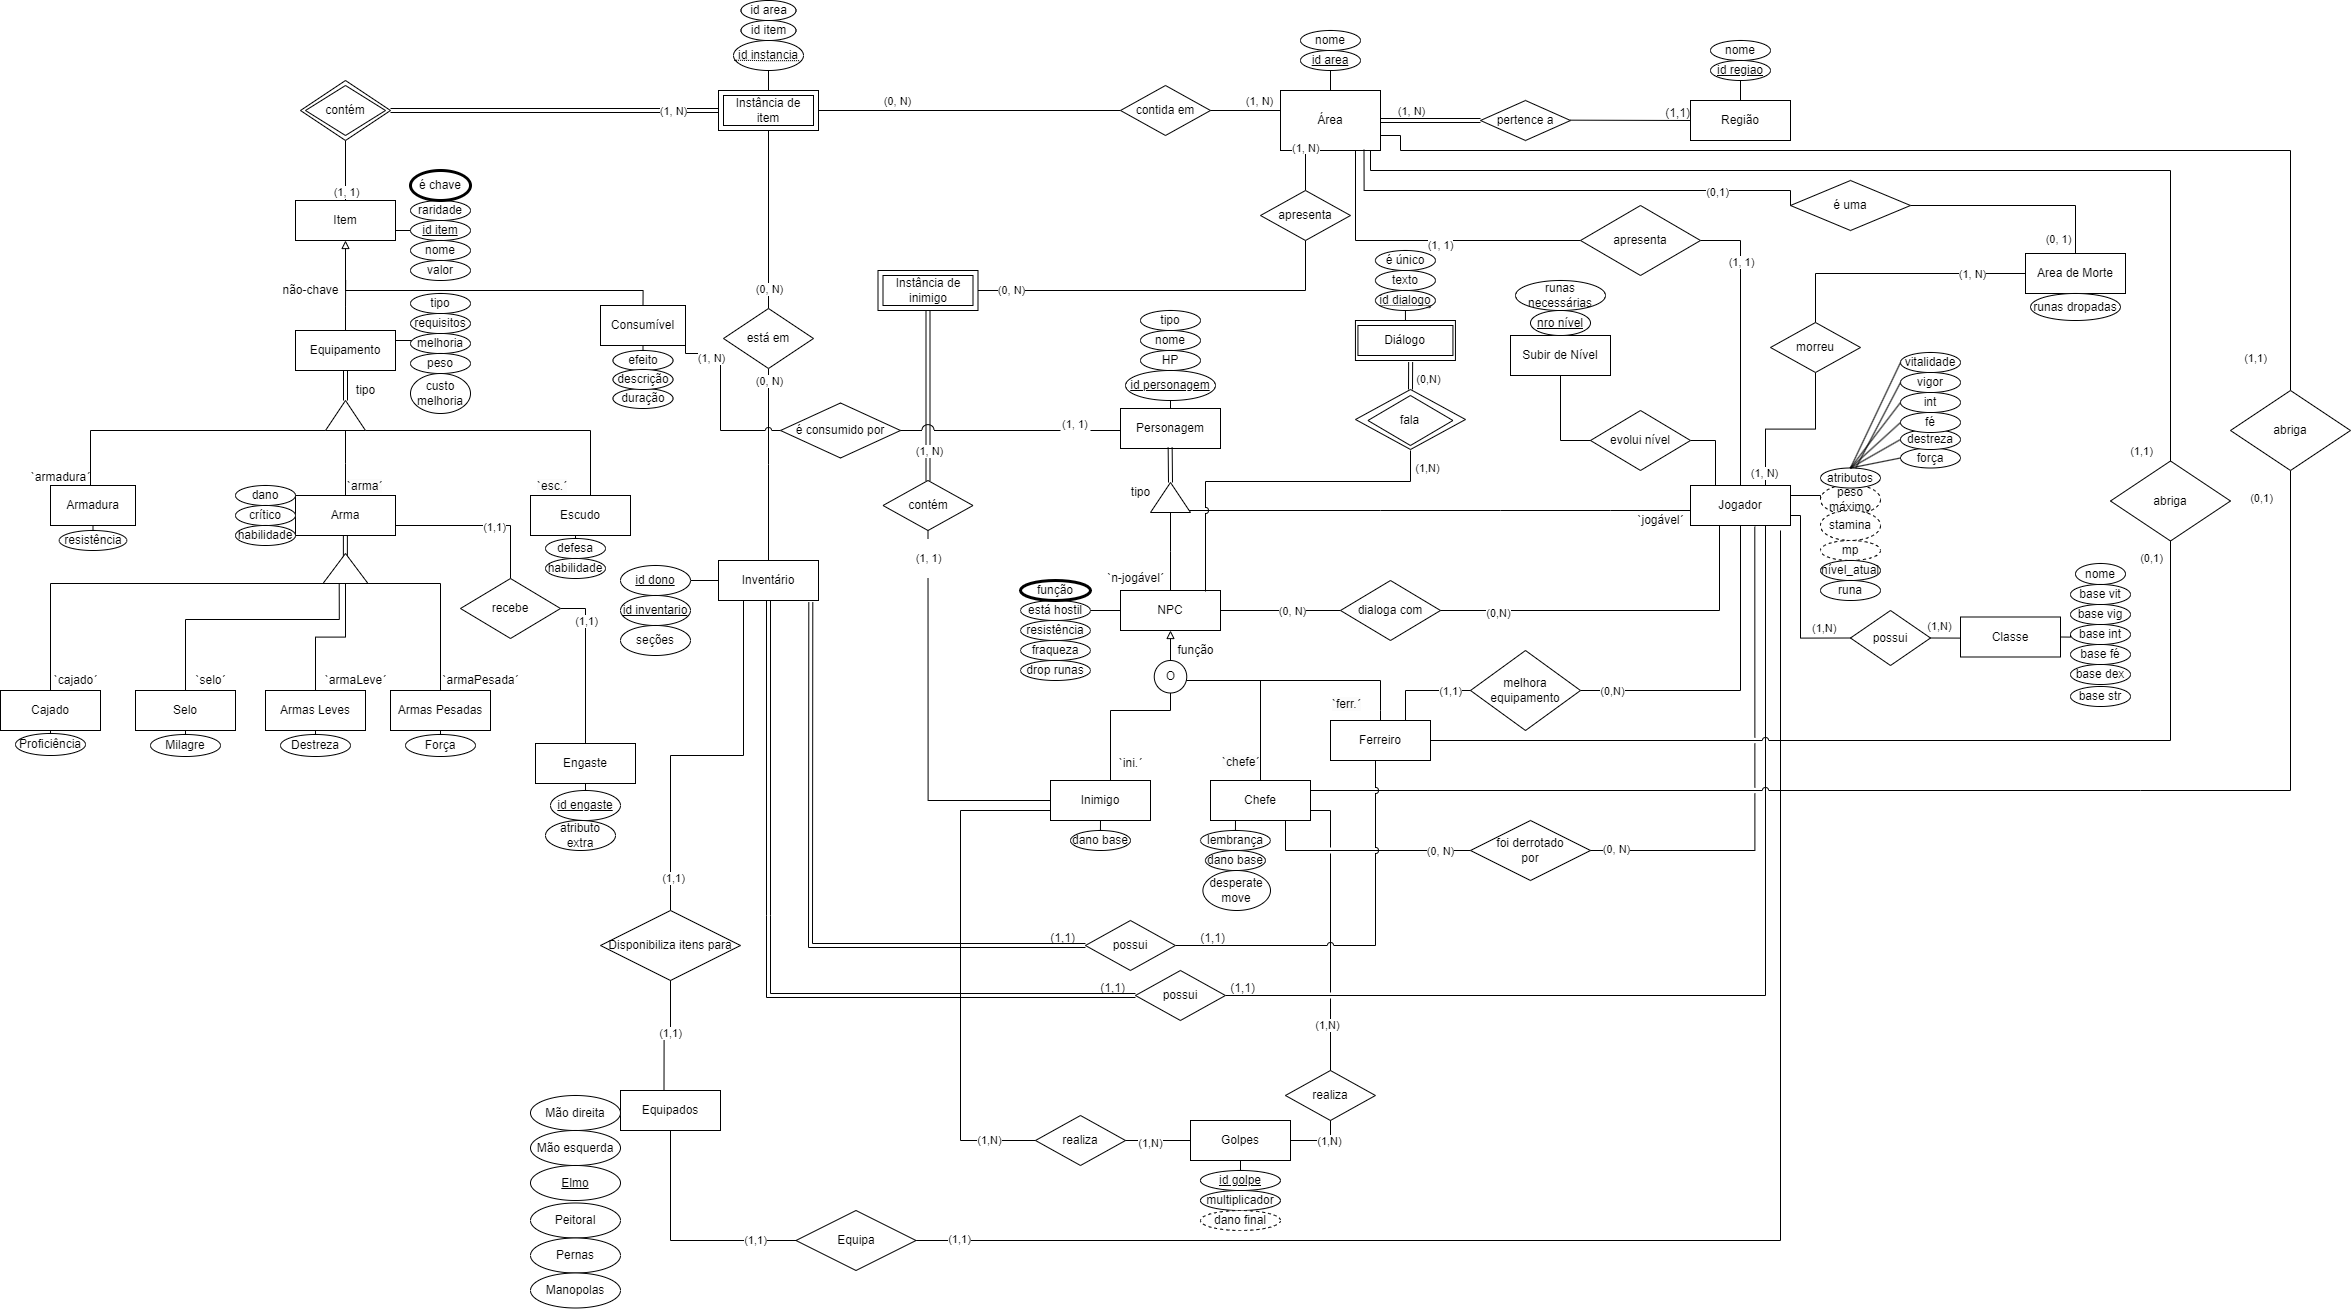 id area
id item
id instancia
nome
id area
nome
id regiao
contém
(1, N)
Instância de
item
(0, N)
contida em
(1, N)
Área
(1, N)
pertence a
(1,1)
Região
(1, N)
(1, 1)
é chave
raridade
id item
nome
valor
Item
apresenta
(0,1)
é uma
apresenta
(1, 1)
(1, 1)
(0, 1)
Area de Morte
runas dropadas
(1, N)
não-chave
tipo
requisitos
melhoria
peso
custo
melhoria
Equipamento
tipo
Consumível
efeito
descrição
duração
(1, N)
(0, N)
está em
(0, N)
Instância de
inimigo
(0, N)
é único
texto
id dialogo
Diálogo
(0,N)
fala
(1,N)
runas
necessárias
nro nível
Subir de Nível
evolui nível
morreu
(1, N)
tipo
nome
HP
id personagem
Personagem
é consumido por
(1, 1)
(1, N)
contém
(1, 1)
tipo
vitalidade
vigor
int
fé
destreza
força
atributos
peso
máximo
stamina
mp
nível_atual
runa
Jogador
`jogável´
(1,1)
abriga
(0,1)
(1,1)
abriga
(0,1)
`armadura´
Armadura
resistência
`arma´
dano
crítico
habilidade
Arma
(1,1)
`esc.´
Escudo
defesa
habilidade
recebe
(1,1)
id dono
id inventario
seções
Inventário
`n-jogável´
função
está hostil
resistência
fraqueza
drop runas
NPC
(0, N)
dialoga com
(0,N)
função
O
(1,N)
possui
(1,N)
Classe
nome
base vit
base vig
base int
base fé
base dex
base str
`cajado´
Cajado
Proficiência
`selo´
Selo
Milagre
`armaLeve´
Armas Leves
Destreza
`armaPesada´
Armas Pesadas
Força
Engaste
id engaste
atributo
extra
`ferr.´
Ferreiro
(1,1)
melhora
equipamento
(0,N)
`ini.´
Inimigo
dano base
`chefe´
Chefe
lembrança
dano base
desperate
move
(0, N)
foi derrotado
por
(0, N)
(1,1)
Disponibiliza itens para
(1,1)
(1,1)
possui
(1,1)
(1,1)
possui
(1,1)
(1,N)
realiza
(1,N)
Equipados
Mão direita
Mão esquerda
Elmo
Peitoral
Pernas
Manopolas
(1,N)
realiza
(1,N)
Golpes
id golpe
multiplicador
dano final
(1,1)
Equipa
(1,1)